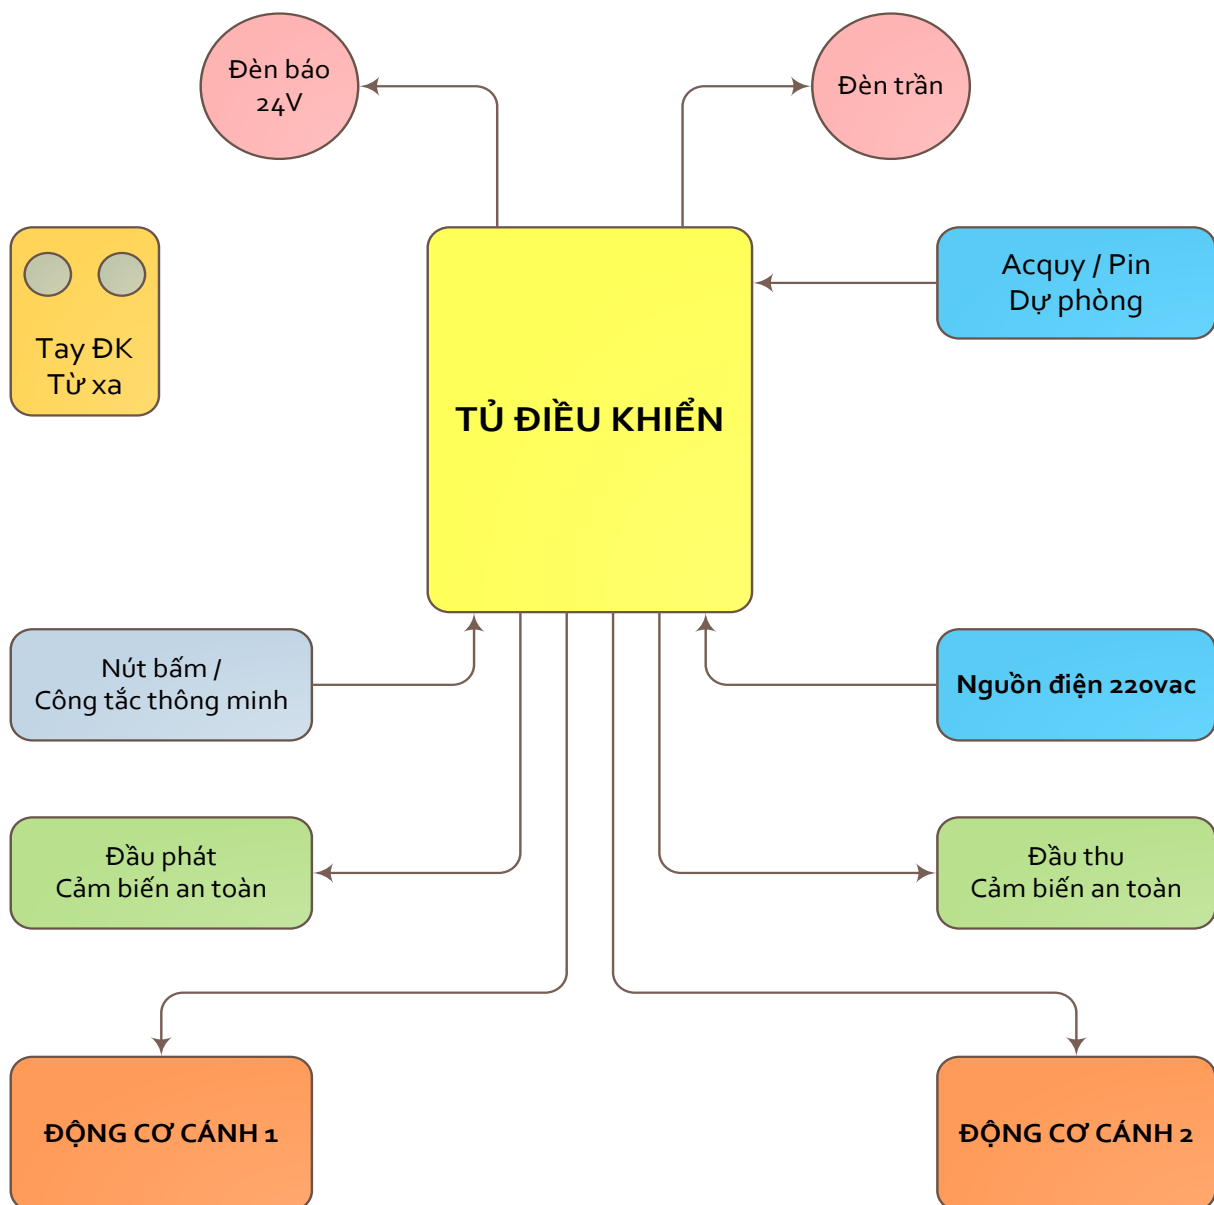 Đèn báo
24V
Đèn trần
Tay ĐK
Từ xa
TỦ ĐIỀU KHIỂN
Acquy / Pin
Dự phòng
Nút bấm /
Công tắc thông minh
Nguồn điện 220vac
Đầu phát
Cảm biến an toàn
Đầu thu
Cảm biến an toàn
ĐỘNG CƠ CÁNH 1
ĐỘNG CƠ CÁNH 2